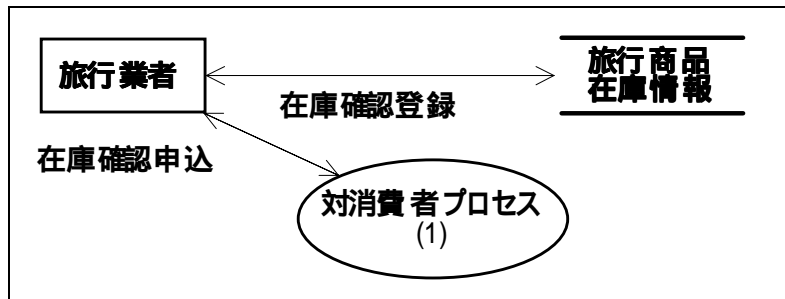 旅行業者
旅行商品
在庫情報
在庫確認登録
在庫確認申込
対消費者プロセス
(1)